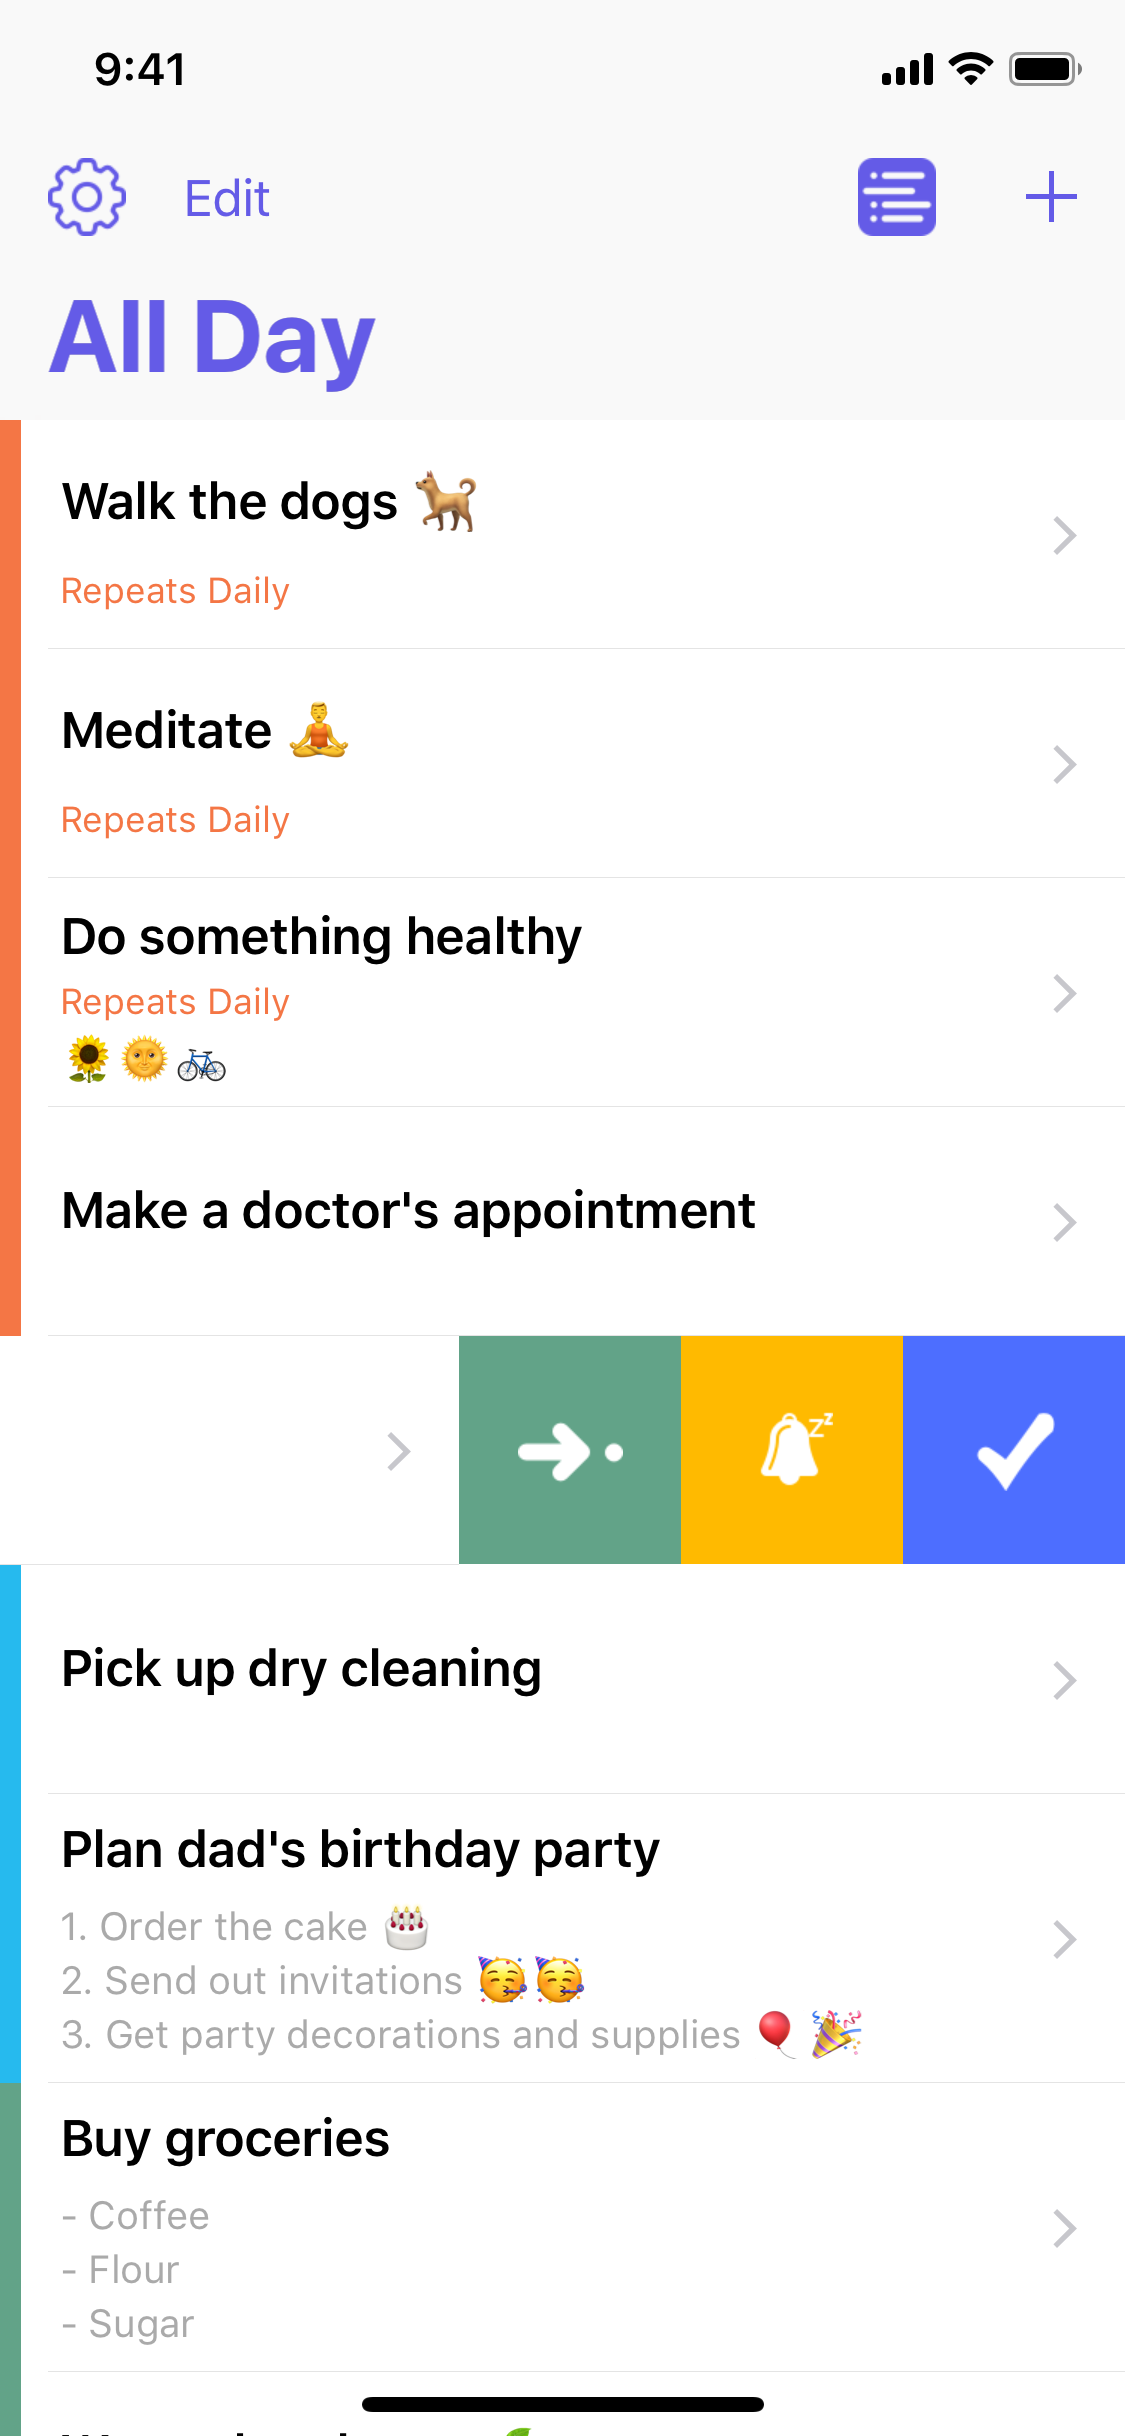 9:41
Edit
All Day
Walk the dogs 🐕
Repeats Daily
Meditate 🧘‍♂️
Repeats Daily
Do something healthy
Repeats Daily
🌻🌞🚲
Make a doctor's appointment
zz
Pick up dry cleaning
Plan dad's birthday party
1. Order the cake 🎂
2. Send out invitations 🥳🥳
3. Get party decorations and supplies 🎈 🎉
Buy groceries
- Coffee
- Flour
- Sugar